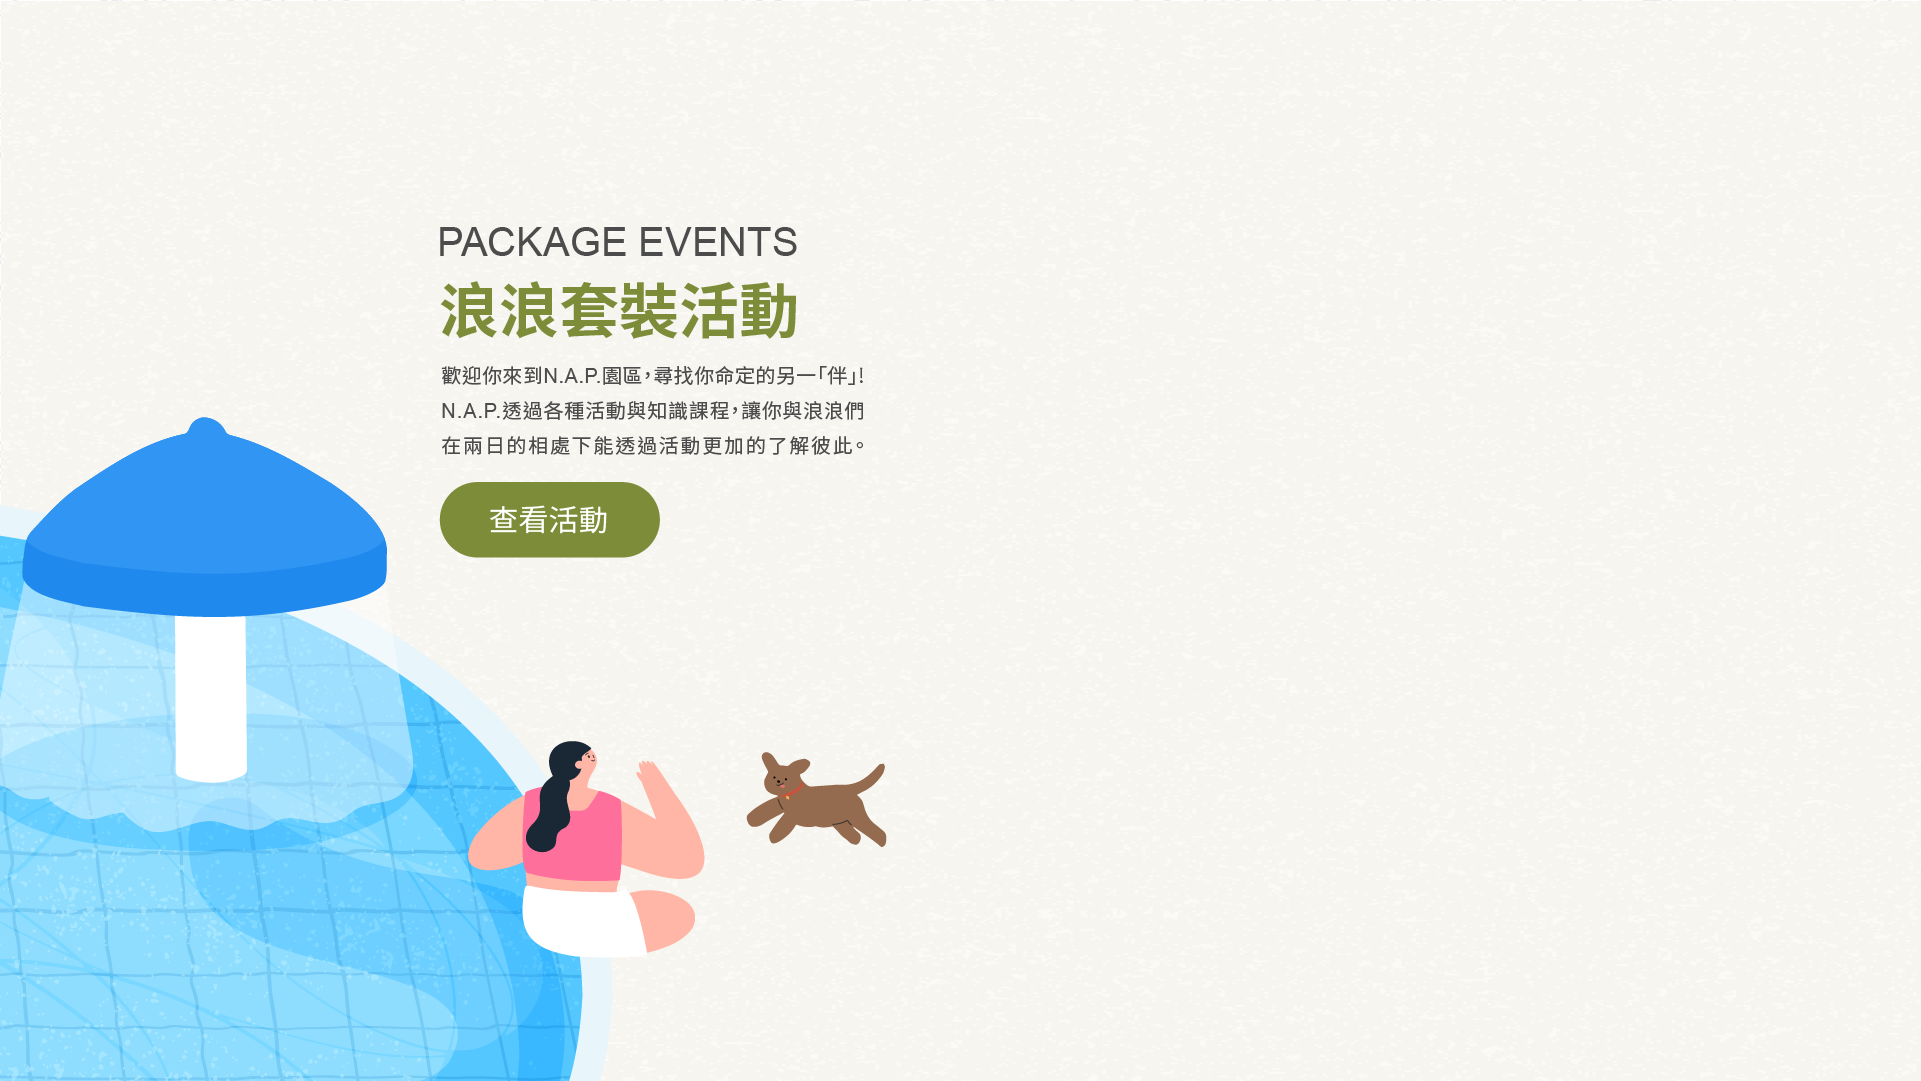 PACKAGE EVENTS
浪浪套裝活動
歡迎你來到N.A.P.園區，尋找你命定的另一「伴」！
N.A.P.透過各種活動與知識課程，讓你與浪浪們
在兩日的相處下能透過活動更加的了解彼此。
查看活動